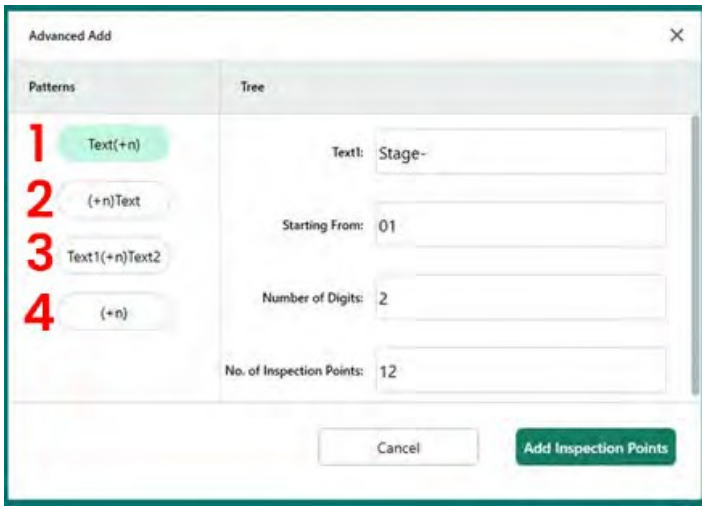 Advanced Add
Patterns
Tree
1 Text(+n)
2 (+n)Text
3 Text1(+n)Text2
4 (+n)
Text1: Stage-
Starting From: 01
Number of Digits: 2
No. of Inspection Points: 12
Cancel
Add Inspection Points